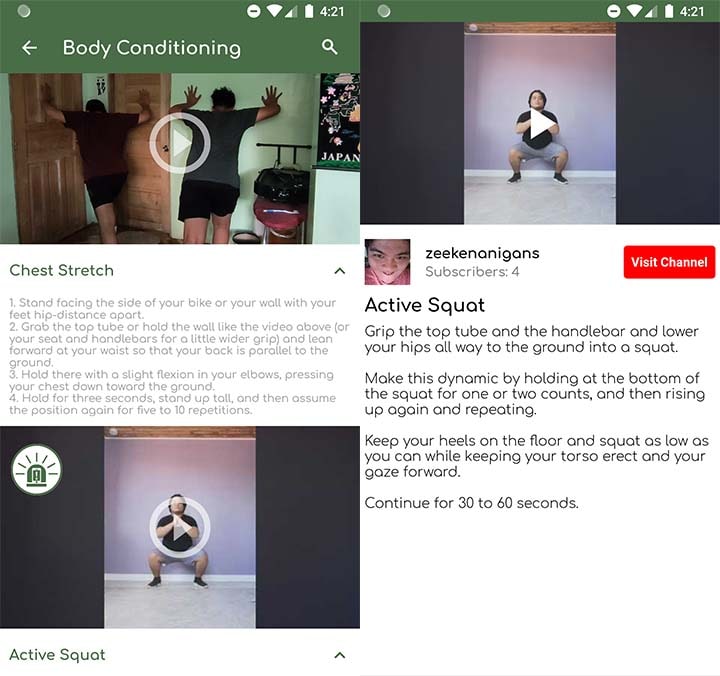 4:21
Body Conditioning
JAPAN
Chest Stretch
1. Stand facing the side of your bike or your wall with your
feet hip-distance apart.
2. Grab the top tube or hold the wall like the video above (or
your seat and handlebars for a little wider grip) and lean
forward at your waist so that your back is parallel to the
ground.
3. Hold there with a slight flexion in your elbows, pressing
your chest down toward the ground.
4. Hold for three seconds, stand up tall, and then assume
the position again for five to 10 repetitions.
Active Squat
4:21
zeekenanigans
Subscribers: 4
Visit Channel
Active Squat
Grip the top tube and the handlebar and lower
your hips all way to the ground into a squat.
Make this dynamic by holding at the bottom of
the squat for one or two counts, and then rising
up again and repeating.
Keep your heels on the floor and squat as low as
you can while keeping your torso erect and your
gaze forward.
Continue for 30 to 60 seconds.